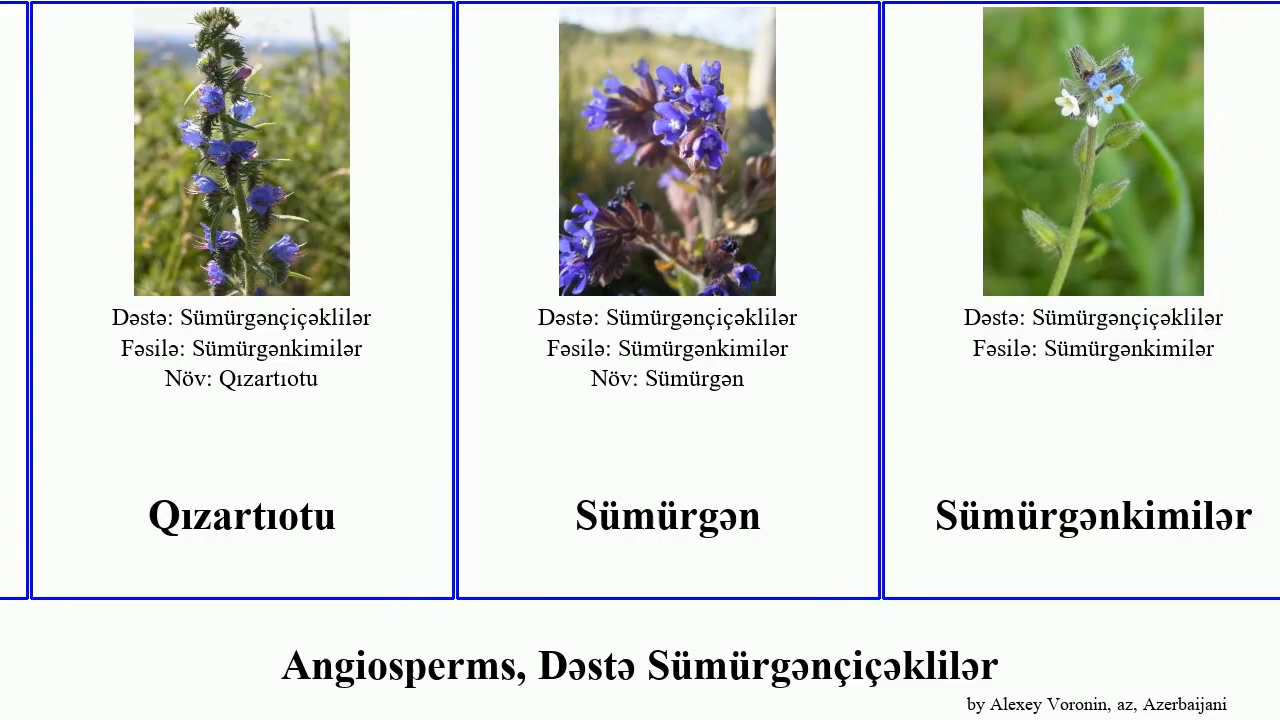 Dəstə: Sümürgənçiçəklilər
Fəsilə: Sümürgənkimilər
Növ: Qızartıotu
Qızartıotu
Dəstə: Sümürgənçiçəklilər
Fəsilə: Sümürgənkimilər
Növ: Sümürgən
Sümürgən
Dəstə: Sümürgənçiçəklilər
Fəsilə: Sümürgənkimilər
Sümürgənkimilər
Angiosperms, Dəstə Sümürgənçiçəklilər
by Alexey Voronin, az, Azerbaijani